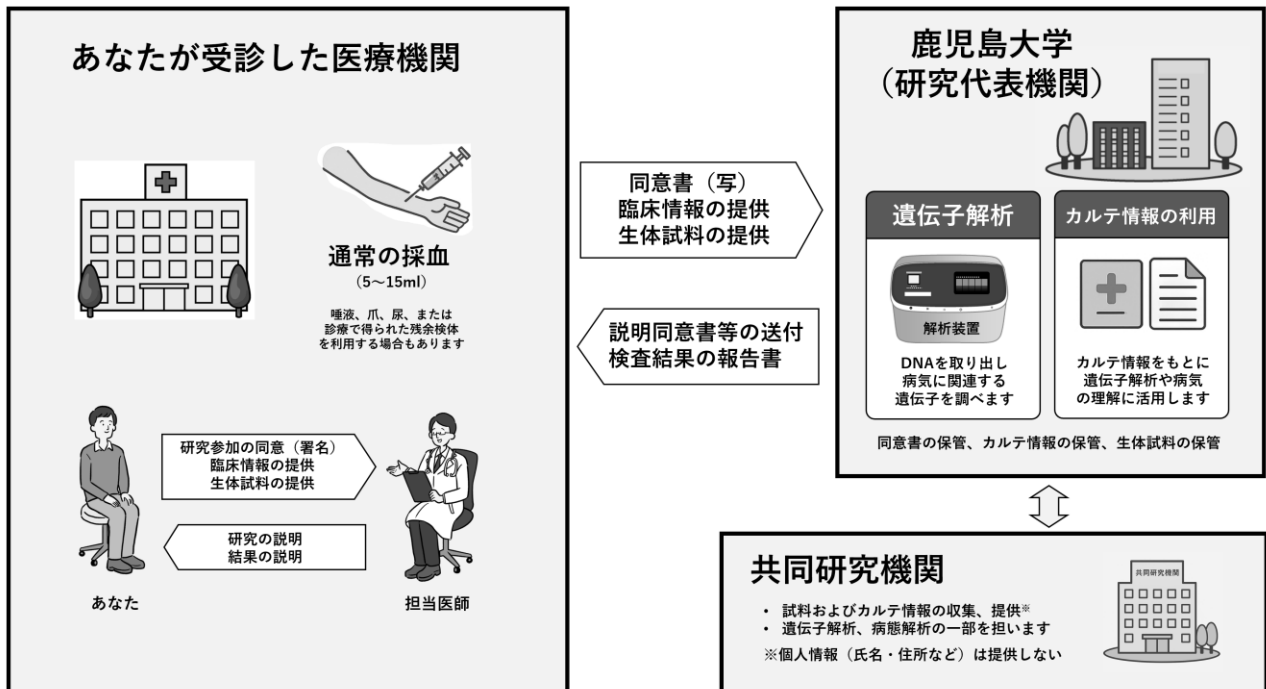 あなたが受診した医療機関
通常の採血
（5～15ml）
唾液、爪、尿、または
診療で得られた残余検体
を利用する場合もあります
研究参加の同意（署名）
臨床情報の提供
生体試料の提供
研究の説明
結果の説明
あなた
担当医師
同意書（写）
臨床情報の提供
生体試料の提供
説明同意書等の送付
検査結果の報告書
鹿児島大学
（研究代表機関）
遺伝子解析
解析装置
DNAを取り出し
病気に関連する
遺伝子を調べます
カルテ情報の利用
カルテ情報をもとに
遺伝子解析や病気
の理解に活用します
同意書の保管、カルテ情報の保管、生体試料の保管
共同研究機関
・ 試料およびカルテ情報の収集、提供※
・ 遺伝子解析、病態解析の一部を担います
※個人情報（氏名・住所など）は提供しない
共同研究機関